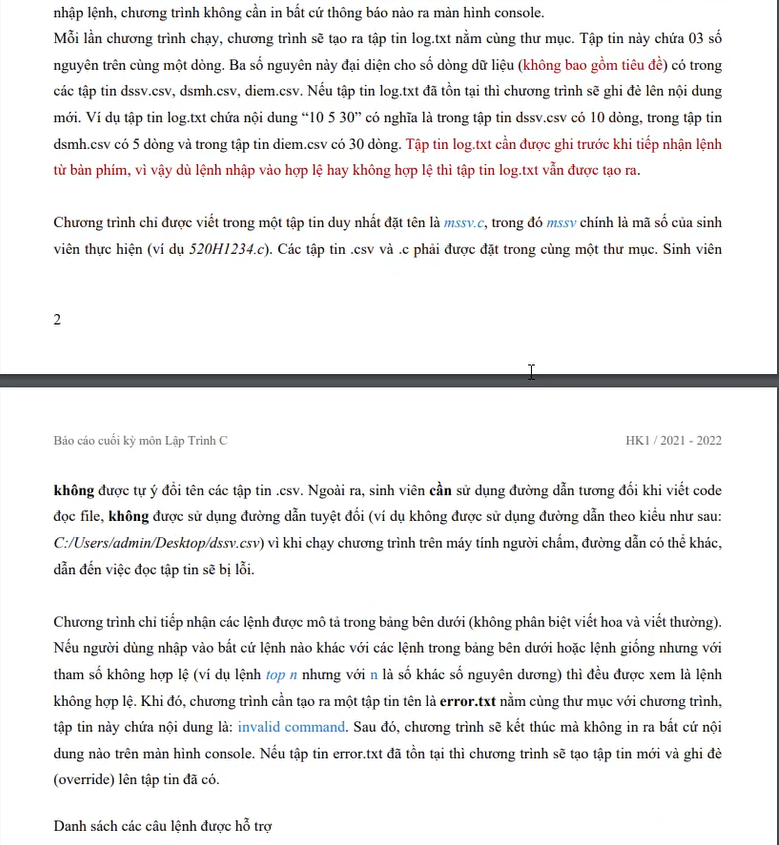 nhập lệnh, chương trình không cần in bất cứ thông báo nào ra màn hình console.
Mỗi lần chương trình chạy, chương trình sẽ tạo ra tập tin log.txt nằm cùng thư mục. Tập tin này chứa 03 số
nguyên trên cùng một dòng. Ba số nguyên này đại diện cho số dòng dữ liệu (không bao gồm tiêu đề) có trong
các tập tin dssv.csv, dsmh.csv, diem.csv. Nếu tập tin log.txt đã tồn tại thì chương trình sẽ ghi đè lên nội dung
mới. Ví dụ tập tin log.txt chứa nội dung “10 5 30” có nghĩa là trong tập tin dssv.csv có 10 dòng, trong tập tin
dsmh.csv có 5 dòng và trong tập tin diem.csv có 30 dòng. Tập tin log.txt cần được ghi trước khi tiếp nhận lệnh
từ bàn phím, vì vậy dù lệnh nhập vào hợp lệ hay không hợp lệ thì tập tin log.txt vẫn được tạo ra.
Chương trình chỉ được viết trong một tập tin duy nhất đặt tên là mssv.c, trong đó mssv chính là mã số của sinh
viên thực hiện (ví dụ 520H1234.c). Các tập tin .csv và .c phải được đặt trong cùng một thư mục. Sinh viên
2
Báo cáo cuối kỳ môn Lập Trình C HK1 / 2021 - 2022
không được tự ý đổi tên các tập tin .csv. Ngoài ra, sinh viên cần sử dụng đường dẫn tương đối khi viết code
đọc file, không được sử dụng đường dẫn tuyệt đối (ví dụ không được sử dụng đường dẫn theo kiểu như sau:
C:/Users/admin/Desktop/dssv.csv) vì khi chạy chương trình trên máy tính người chấm, đường dẫn có thể khác,
dẫn đến việc đọc tập tin sẽ bị lỗi.
Chương trình chỉ tiếp nhận các lệnh được mô tả trong bảng bên dưới (không phân biệt viết hoa và viết thường).
Nếu người dùng nhập vào bất cứ lệnh nào khác với các lệnh trong bảng bên dưới hoặc lệnh giống nhưng với
tham số không hợp lệ (ví dụ lệnh top n nhưng với n là số khác số nguyên dương) thì đều được xem là lệnh
không hợp lệ. Khi đó, chương trình cần tạo ra một tập tin tên là error.txt nằm cùng thư mục với chương trình,
tập tin này chứa nội dung là: invalid command. Sau đó, chương trình sẽ kết thúc mà không in ra bất cứ nội
dung nào trên màn hình console. Nếu tập tin error.txt đã tồn tại thì chương trình sẽ tạo tập tin mới và ghi đè
(override) lên tập tin đã có.
Danh sách các câu lệnh được hỗ trợ